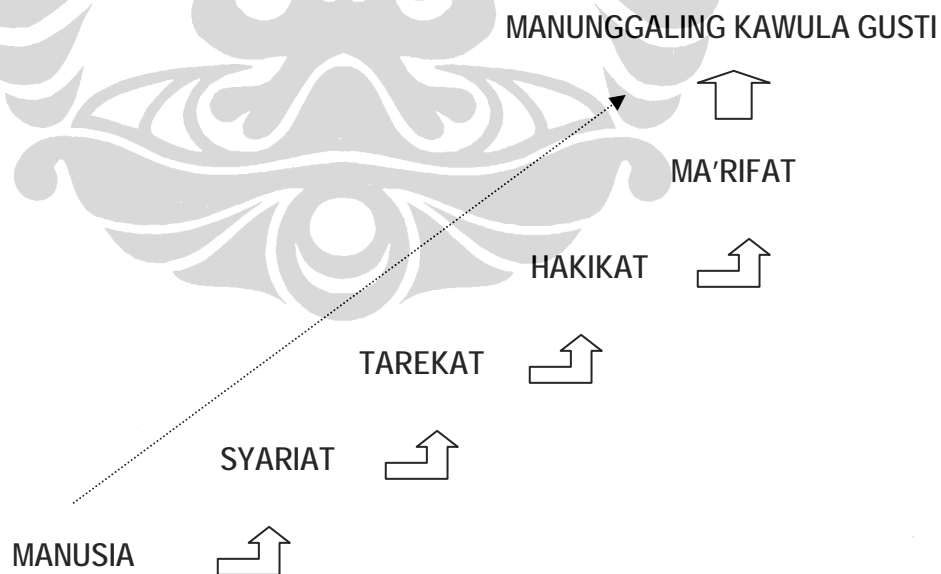 MANUNGGALING KAWULA GUSTI
MA'RIFAT
HAKIKAT
TAREKAT
SYARIAT
MANUSIA